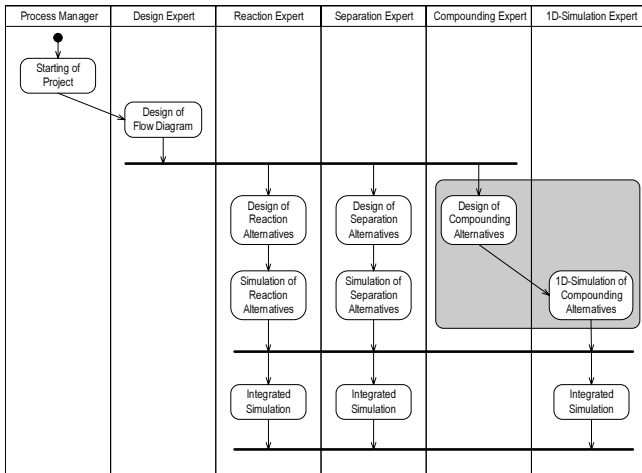 Process Manager
Design Expert
Reaction Expert
Separation Expert
Compounding Expert
1D-Simulation Expert
Starting of
Project
Design of
Flow Diagram
Design of
Reaction
Alternatives
Design of
Separation
Alternatives
Design of
Compounding
Alternatives
Simulation of
Reaction
Alternatives
Simulation of
Separation
Alternatives
1D-Simulation of
Compounding
Alternatives
Integrated
Simulation
Integrated
Simulation
Integrated
Simulation